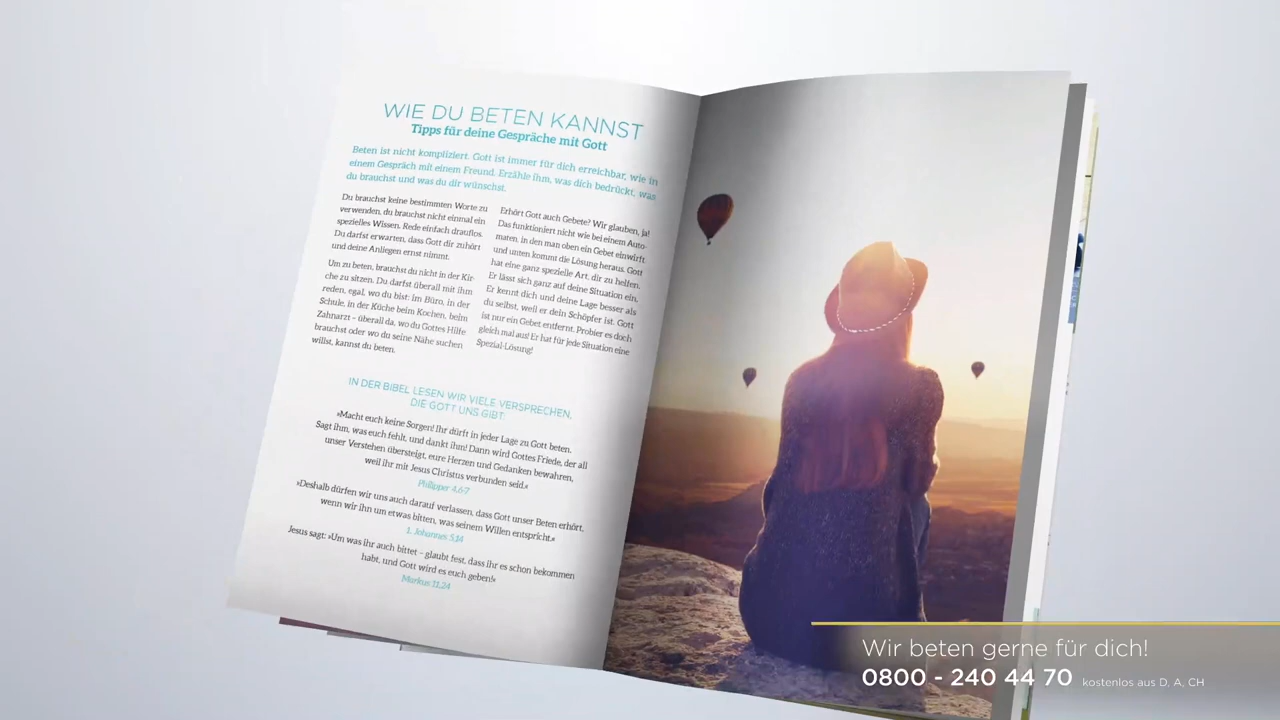 WIE DU BETEN KANNST
Tipps für deine Gespräche mit Gott
Beten ist nicht kompliziert. Gott ist immer für dich erreichbar, wie in
einem Gespräch mit einem Freund. Erzähle ihm, was dich bedrückt, was
du brauchst und was du dir wünschst.
Du brauchst keine bestimmten Worte zu
verwenden, du brauchst nicht einmal ein
spezielles Wissen. Rede einfach drauflos.
Du darfst erwarten, dass Gott dir zuhört
und deine Anliegen ernst nimmt.
Um zu beten, brauchst du nicht in der Kir-
che zu sitzen. Du darfst überall mit ihm
reden, egal, wo du bist: Im Büro, in der
Schule, in der Küche beim Kochen, beim
Zahnarzt – überall da, wo du Gottes Hilfe
brauchst oder wo du seine Nähe suchen
willst, kannst du beten.
Erhört Gott auch Gebete? Wir glauben, ja!
Das funktioniert nicht wie bei einem Auto-
maten, in den man oben ein Gebet einwirft
und unten kommt die Lösung heraus. Gott
hat eine ganz spezielle Art, dir zu helfen.
Er lässt sich ganz auf deine Situation ein.
Er kennt dich und deine Lage besser als
du selbst, weil er dein Schöpfer ist. Gott
ist nur ein Gebet entfernt. Probier es doch
gleich mal aus! Er hat für jede Situation eine
Spezial-Lösung!
IN DER BIBEL LESEN WIR VIELE VERSPRECHEN,
DIE GOTT UNS GIBT:
»Macht euch keine Sorgen! Ihr dürft in jeder Lage zu Gott beten.
Sagt ihm, was euch fehlt, und dankt ihm! Dann wird Gottes Friede, der all
unser Verstehen übersteigt, eure Herzen und Gedanken bewahren,
weil ihr mit Jesus Christus verbunden seid.«
Philipper 4,6-7
»Deshalb dürfen wir uns auch darauf verlassen, dass Gott unser Beten erhört,
wenn wir ihn um etwas bitten, was seinem Willen entspricht.«
1. Johannes 5,14
Jesus sagt: »Um was ihr auch bittet – glaubt fest, dass ihr es schon bekommen
habt, und Gott wird es euch geben!«
Markus 11,24
Wir beten gerne für dich!
0800 - 240 44 70 kostenlos aus D, A, CH